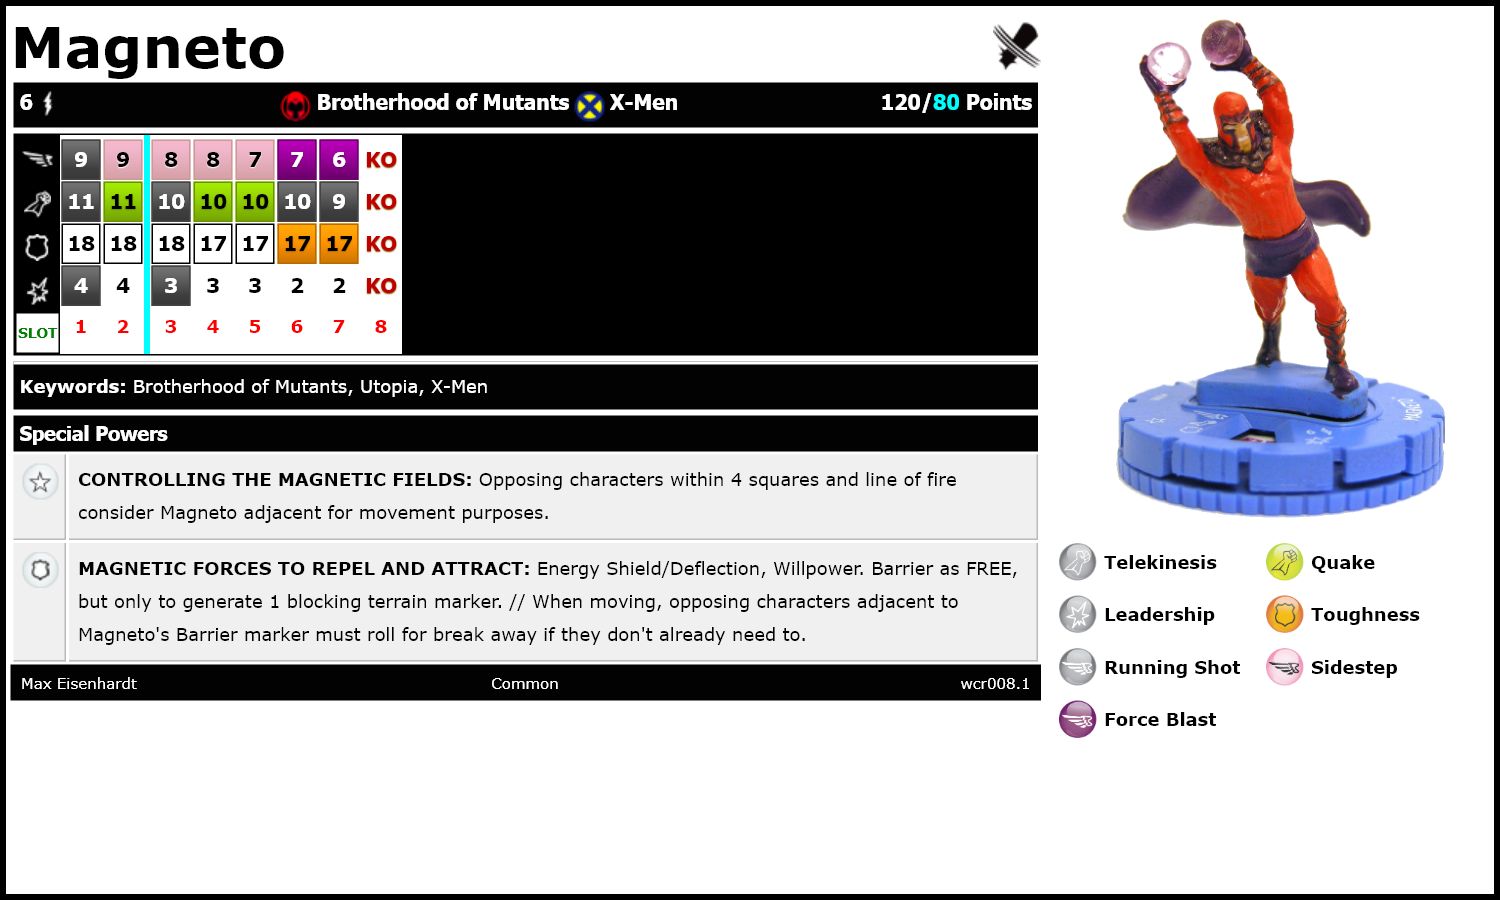 Magneto
6 Brotherhood of Mutants X-Men 120/80 Points
9 9 8 8 7 7 6 KO
11 11 10 10 10 10 9 KO
18 18 18 17 17 17 17 KO
4 4 3 3 3 2 2 KO
SLOT 1 2 3 4 5 6 7 8
Keywords: Brotherhood of Mutants, Utopia, X-Men
Special Powers
CONTROLLING THE MAGNETIC FIELDS: Opposing characters within 4 squares and line of fire
consider Magneto adjacent for movement purposes.
MAGNETIC FORCES TO REPEL AND ATTRACT: Energy Shield/Deflection, Willpower. Barrier as FREE,
but only to generate 1 blocking terrain marker. // When moving, opposing characters adjacent to
Magneto's Barrier marker must roll for break away if they don't already need to.
Max Eisenhardt Common wcr008.1
MAGNETO
Telekinesis Quake
Leadership Toughness
Running Shot Sidestep
Force Blast